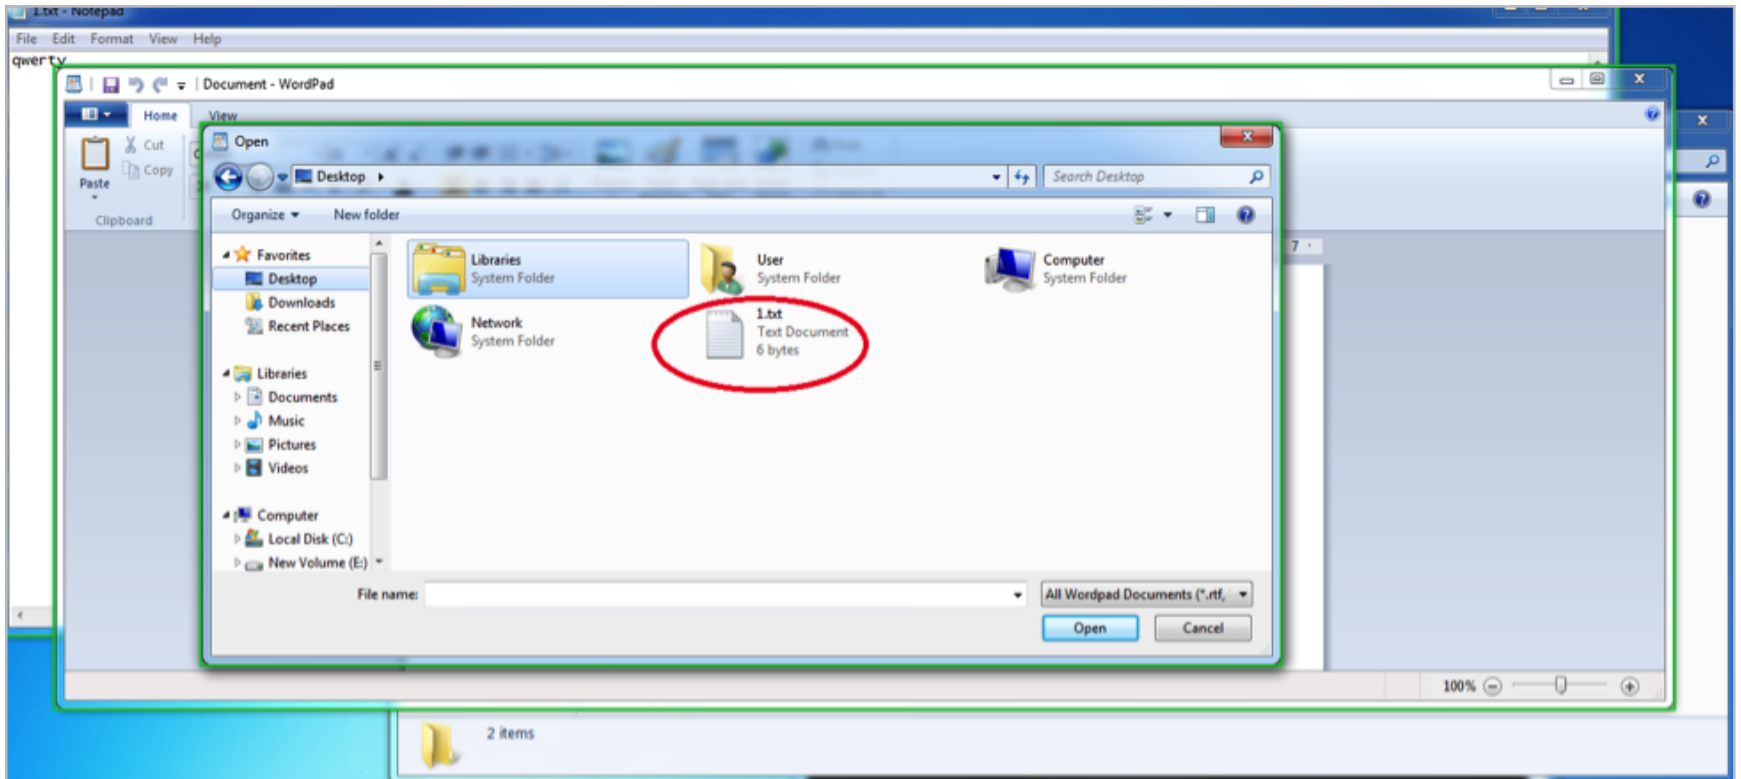 1.txt - Notepad
File Edit Format View Help
qwerty
Document - WordPad
Home View
Cut
Copy
Paste
Clipboard
Open
Desktop
Search Desktop
Organize New folder
Favorites
Desktop
Downloads
Recent Places
Libraries
Documents
Music
Pictures
Videos
Computer
Local Disk (C:)
New Volume (E:)
Libraries
System Folder
User
System Folder
Computer
System Folder
Network
System Folder
1.txt
Text Document
6 bytes
7
File name:
All Wordpad Documents (*.rtf,
Open Cancel
100%
2 items